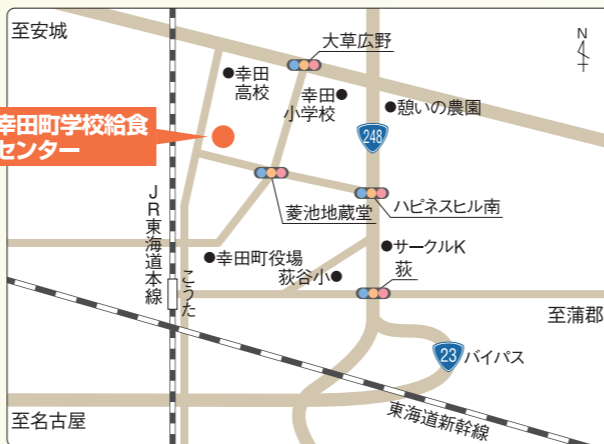 至安城
大草広野
N
幸田
高校
幸田
小学校
憩いの農園
幸田町学校給食
センター
248
菱池地蔵堂
ハピネスヒル南
JR東海道本線
幸田町役場
サークルK
荻谷小
荻
こうた
至蒲郡
23
バイパス
至名古屋
東海道新幹線